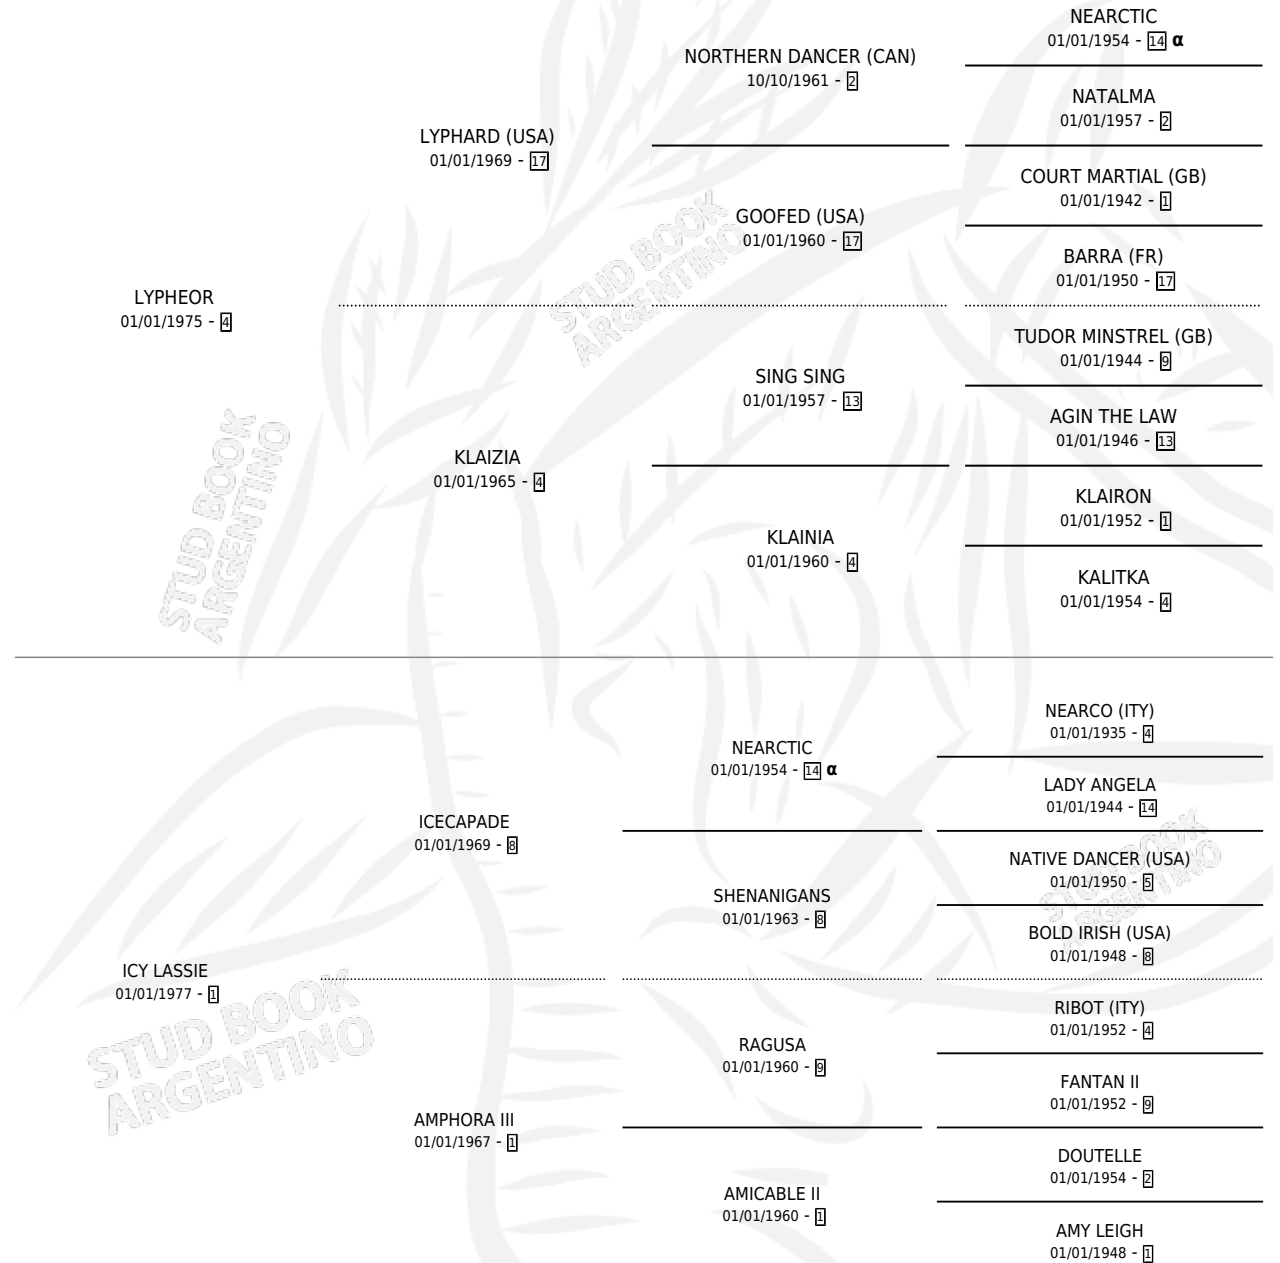 NEARCTIC
01/01/1954 - 14 α
NORTHERN DANCER (CAN)
10/10/1961 - 2
NATALMA
01/01/1957 - 2
LYPHARD (USA)
01/01/1969 - 17
COURT MARTIAL (GB)
01/01/1942 - 1
GOOFED (USA)
01/01/1960 - 17
BARRA (FR)
01/01/1950 - 17
LYPHEOR
01/01/1975 - 4
TUDOR MINSTREL (GB)
01/01/1944 - 9
SING SING
01/01/1957 - 13
AGIN THE LAW
01/01/1946 - 13
KLAIZIA
01/01/1965 - 4
KLAIRON
01/01/1952 - 1
KLAINIA
01/01/1960 - 4
KALITKA
01/01/1954 - 4
NEARCO (ITY)
01/01/1935 - 4
NEARCTIC
01/01/1954 - 14 α
LADY ANGELA
01/01/1944 - 14
ICECAPADE
01/01/1969 - 8
NATIVE DANCER (USA)
01/01/1950 - 5
SHENANIGANS
01/01/1963 - 8
BOLD IRISH (USA)
01/01/1948 - 8
ICY LASSIE
01/01/1977 - 1
RIBOT (ITY)
01/01/1952 - 4
RAGUSA
01/01/1960 - 9
FANTAN II
01/01/1952 - 9
AMPHORA III
01/01/1967 - 1
DOUTELLE
01/01/1954 - 2
AMICABLE II
01/01/1960 - 1
AMY LEIGH
01/01/1948 - 1
STUD BOOK
ARGENTINO
STUD BOOK
ARGENTINO
STUD BOOK
ARGENTINO
STUD BOOK
ARGENTINO